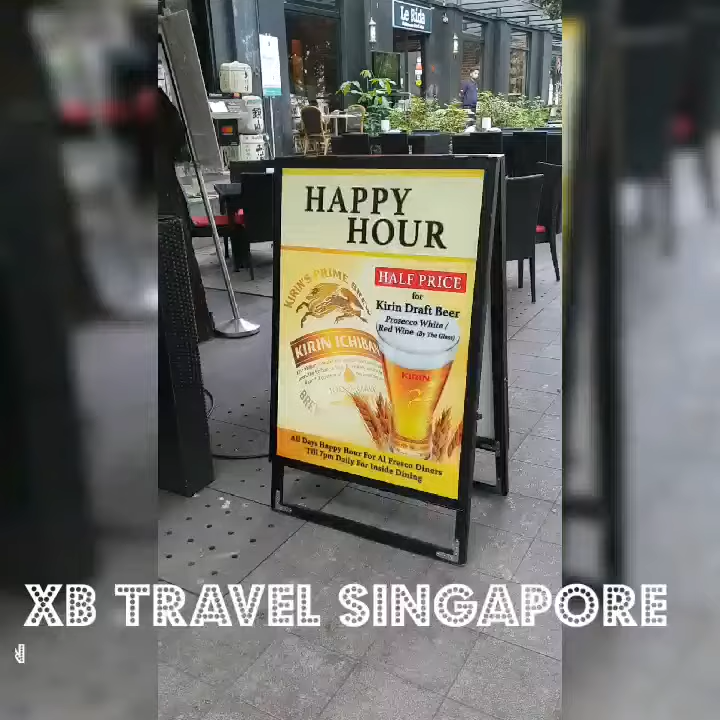 Le Rida
HAPPY
HOUR
HALF PRICE
for
Kirin Draft Beer
Prosecco White /
Red Wine (By The Glass)
KIRIN'S PRIME BREW
KIRIN ICHIBAN
KIRIN
All Days Happy Hour For Al Fresco Diners
Till 7pm Daily For Inside Dining
XB TRAVEL SINGAPORE